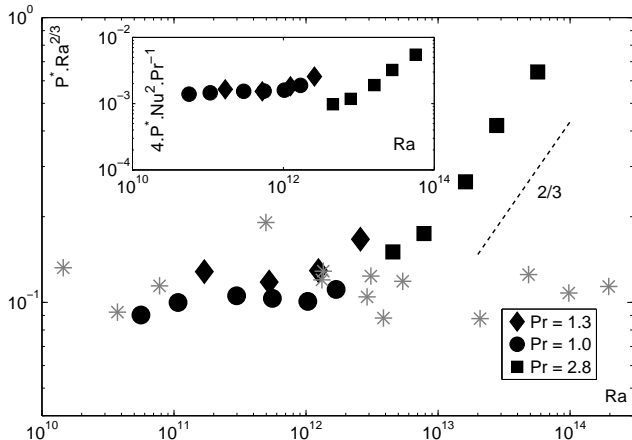 10^0
P^*.Ra^{2/3}
10^{-1}
10^{10}
10^{11}
10^{12}
10^{13}
10^{14}
Ra
10^{-2}
10^{-3}
10^{-4}
4.P^*.Nu^2.Pr^{-1}
10^{10}
10^{12}
10^{14}
Ra
2/3
Pr = 1.3
Pr = 1.0
Pr = 2.8